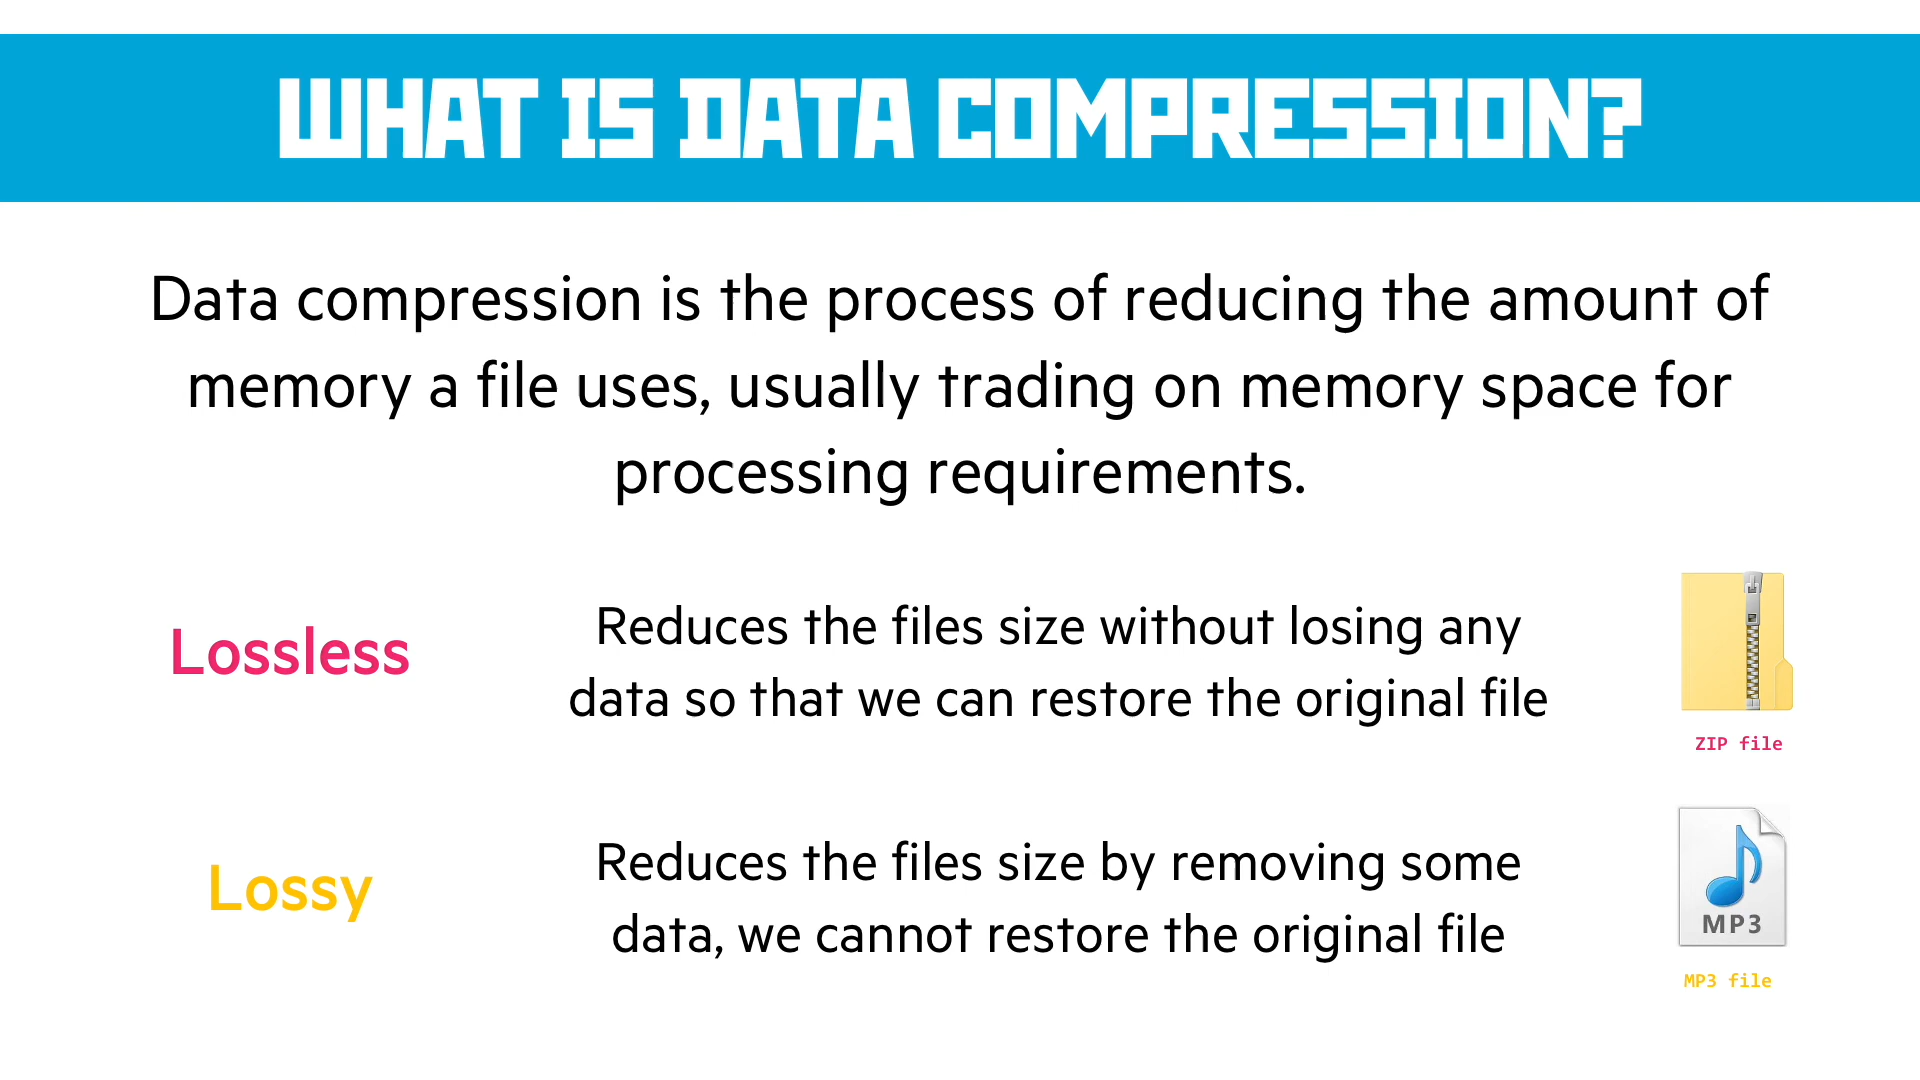 WHAT IS DATA COMPRESSION?
Data compression is the process of reducing the amount of
memory a file uses, usually trading on memory space for
processing requirements.
Lossless
Reduces the files size without losing any
data so that we can restore the original file
ZIP file
Lossy
Reduces the files size by removing some
data, we cannot restore the original file
MP3
MP3 file